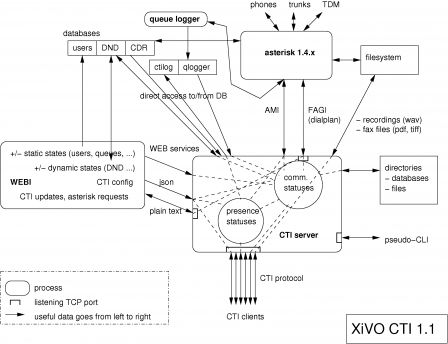 phones trunks TDM
queue logger
databases
users DND CDR
asterisk 1.4.x
filesystem
ctilog qlogger
direct access to/from DB
AMI FAGI
(dialplan)
– recordings (wav)
– fax files (pdf, tiff)
WEB services
+/– static states (users, queues, ...)
+/– dynamic states (DND ...)
WEBI CTI config
CTI updates, asterisk requests
json
plain text
comm.
statuses
presence
statuses
CTI server
directories
– databases
– files
pseudo–CLI
CTI protocol
CTI clients
process
listening TCP port
useful data goes from left to right
XiVO CTI 1.1